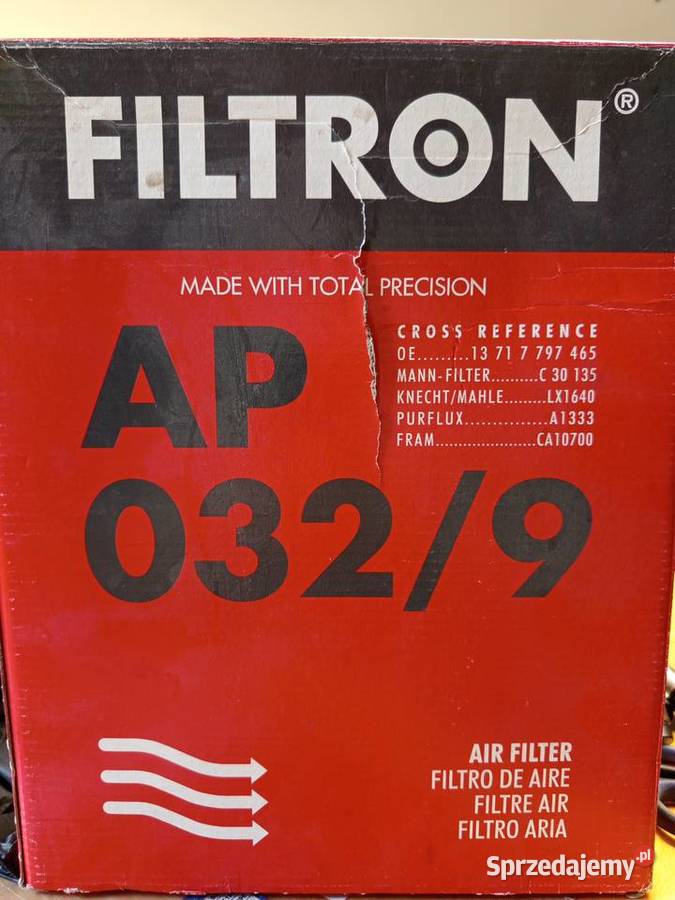 FILTRON®
MADE WITH TOTAL PRECISION
AP
032/9
CROSS REFERENCE
OE.........13 71 7 797 465
MANN-FILTER..........C 30 135
KNECHT/MAHLE.........LX1640
PURFLUX...............A1333
FRAM.......................CA10700
AIR FILTER
FILTRO DE AIRE
FILTRE AIR
FILTRO ARIA
Sprzedajemy.pl